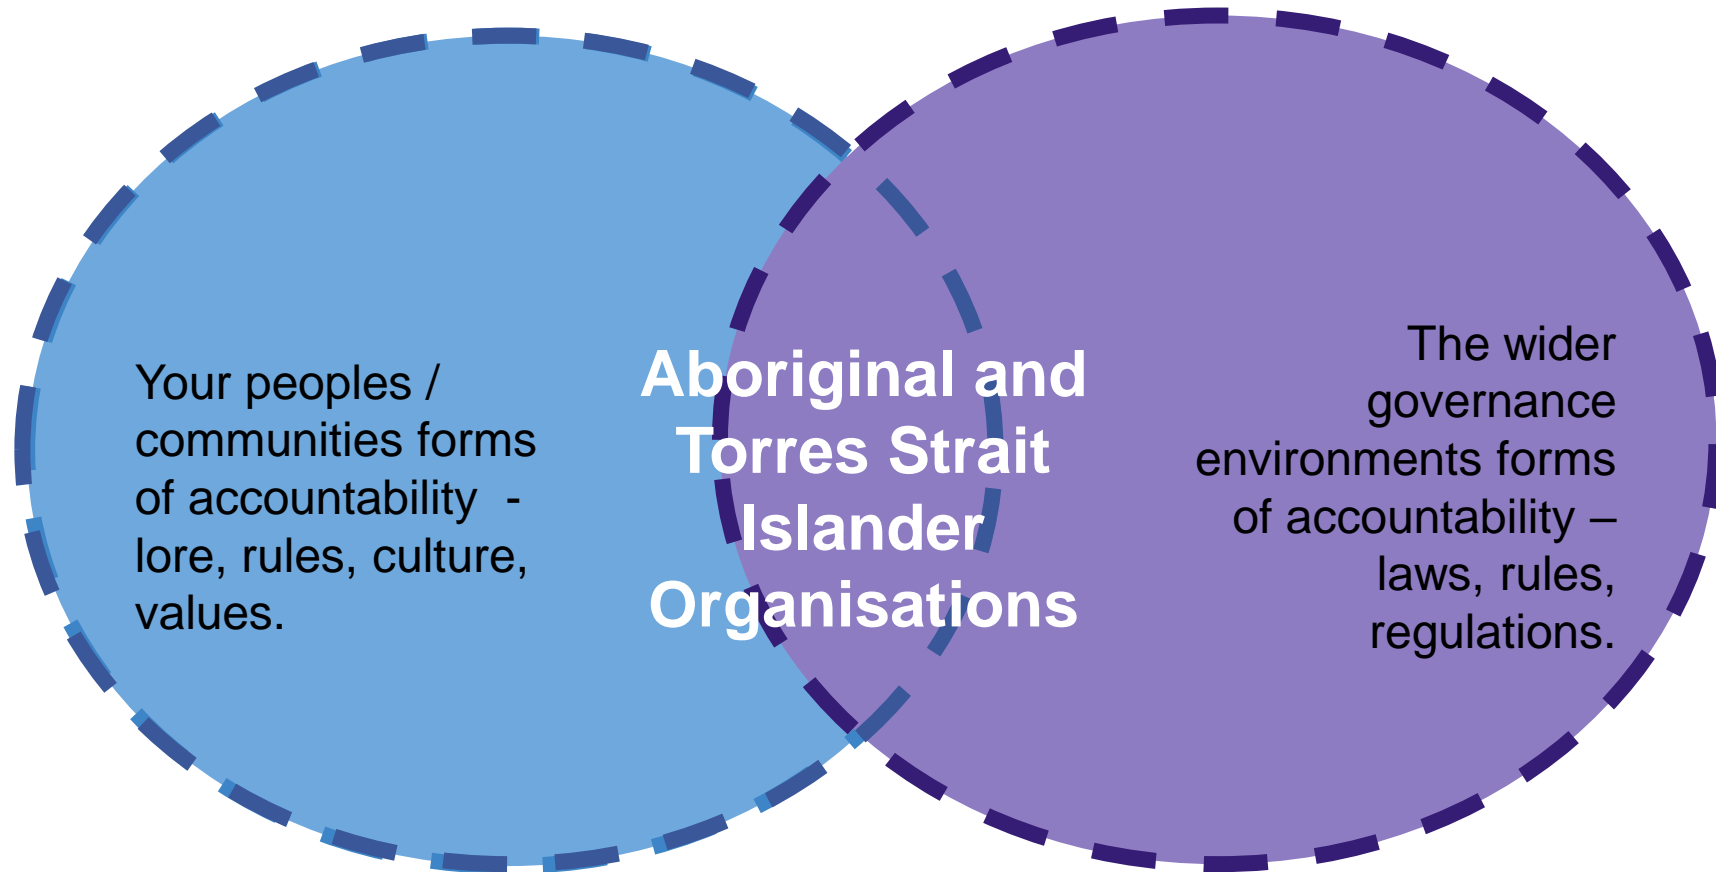 Your peoples /
communities forms
of accountability  -
lore, rules, culture,
values.
Aboriginal and
Torres Strait
Islander
Organisations
The wider
governance
environments forms
of accountability –
laws, rules,
regulations.